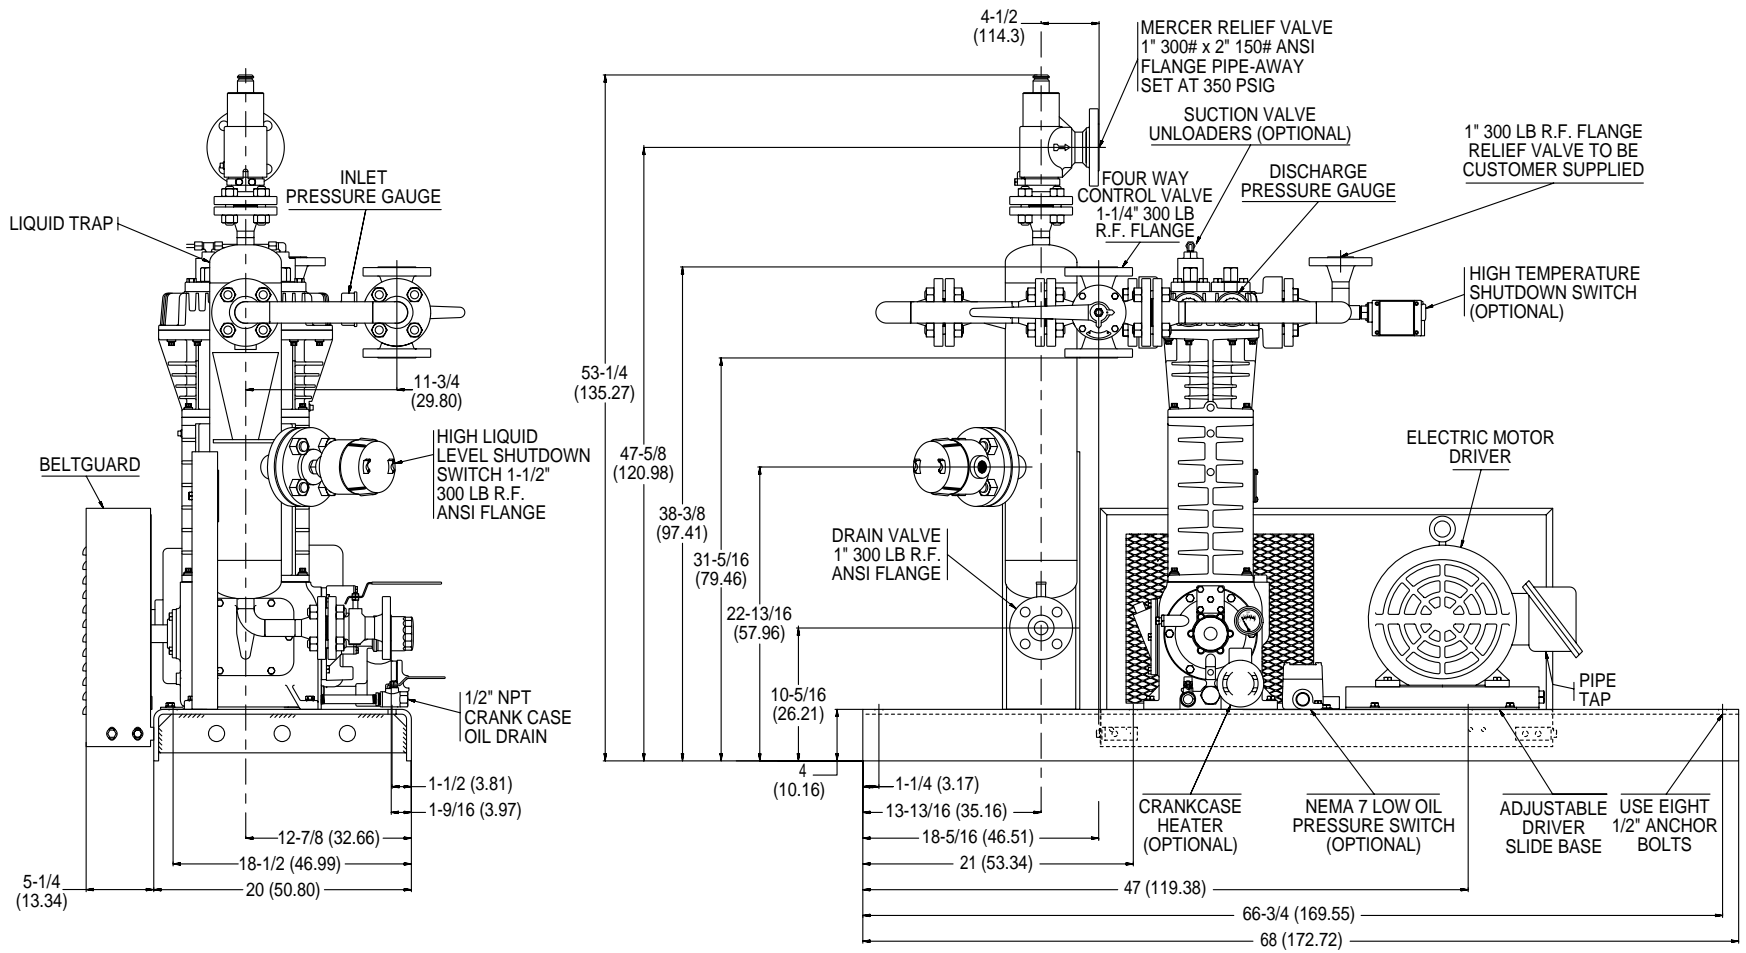 4-1/2
(114.3)
MERCER RELIEF VALVE
1" 300# x 2" 150# ANSI
FLANGE PIPE-AWAY
SET AT 350 PSIG
SUCTION VALVE
UNLOADERS (OPTIONAL)
1" 300 LB R.F. FLANGE
RELIEF VALVE TO BE
CUSTOMER SUPPLIED
INLET
PRESSURE GAUGE
FOUR WAY
CONTROL VALVE
1-1/4" 300 LB
R.F. FLANGE
DISCHARGE
PRESSURE GAUGE
LIQUID TRAP
HIGH TEMPERATURE
SHUTDOWN SWITCH
(OPTIONAL)
11-3/4
(29.80)
53-1/4
(135.27)
HIGH LIQUID
LEVEL SHUTDOWN
SWITCH 1-1/2"
300 LB R.F.
ANSI FLANGE
BELTGUARD
47-5/8
(120.98)
ELECTRIC MOTOR
DRIVER
38-3/8
(97.41)
DRAIN VALVE
1" 300 LB R.F.
ANSI FLANGE
31-5/16
(79.46)
22-13/16
(57.96)
10-5/16
(26.21)
PIPE
TAP
1/2" NPT
CRANK CASE
OIL DRAIN
4
(10.16)
1-1/2 (3.81)
1-9/16 (3.97)
12-7/8 (32.66)
18-1/2 (46.99)
5-1/4
(13.34)
20 (50.80)
1-1/4 (3.17)
13-13/16 (35.16)
18-5/16 (46.51)
21 (53.34)
47 (119.38)
66-3/4 (169.55)
68 (172.72)
CRANKCASE
HEATER
(OPTIONAL)
NEMA 7 LOW OIL
PRESSURE SWITCH
(OPTIONAL)
ADJUSTABLE
DRIVER
SLIDE BASE
USE EIGHT
1/2" ANCHOR
BOLTS